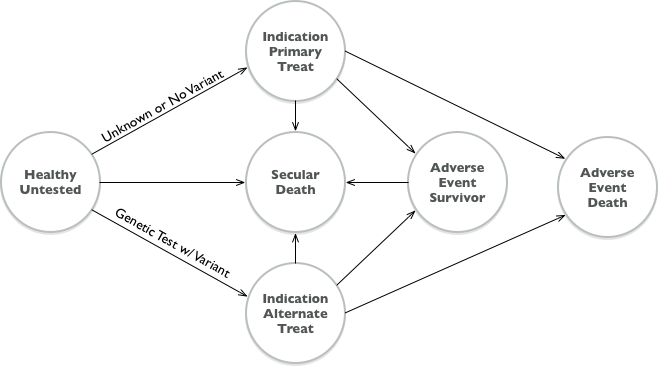 Indication
Primary
Treat
Unknown or No Variant
Healthy
Untested
Secular
Death
Adverse
Event
Survivor
Adverse
Event
Death
Genetic Test w/ Variant
Indication
Alternate
Treat